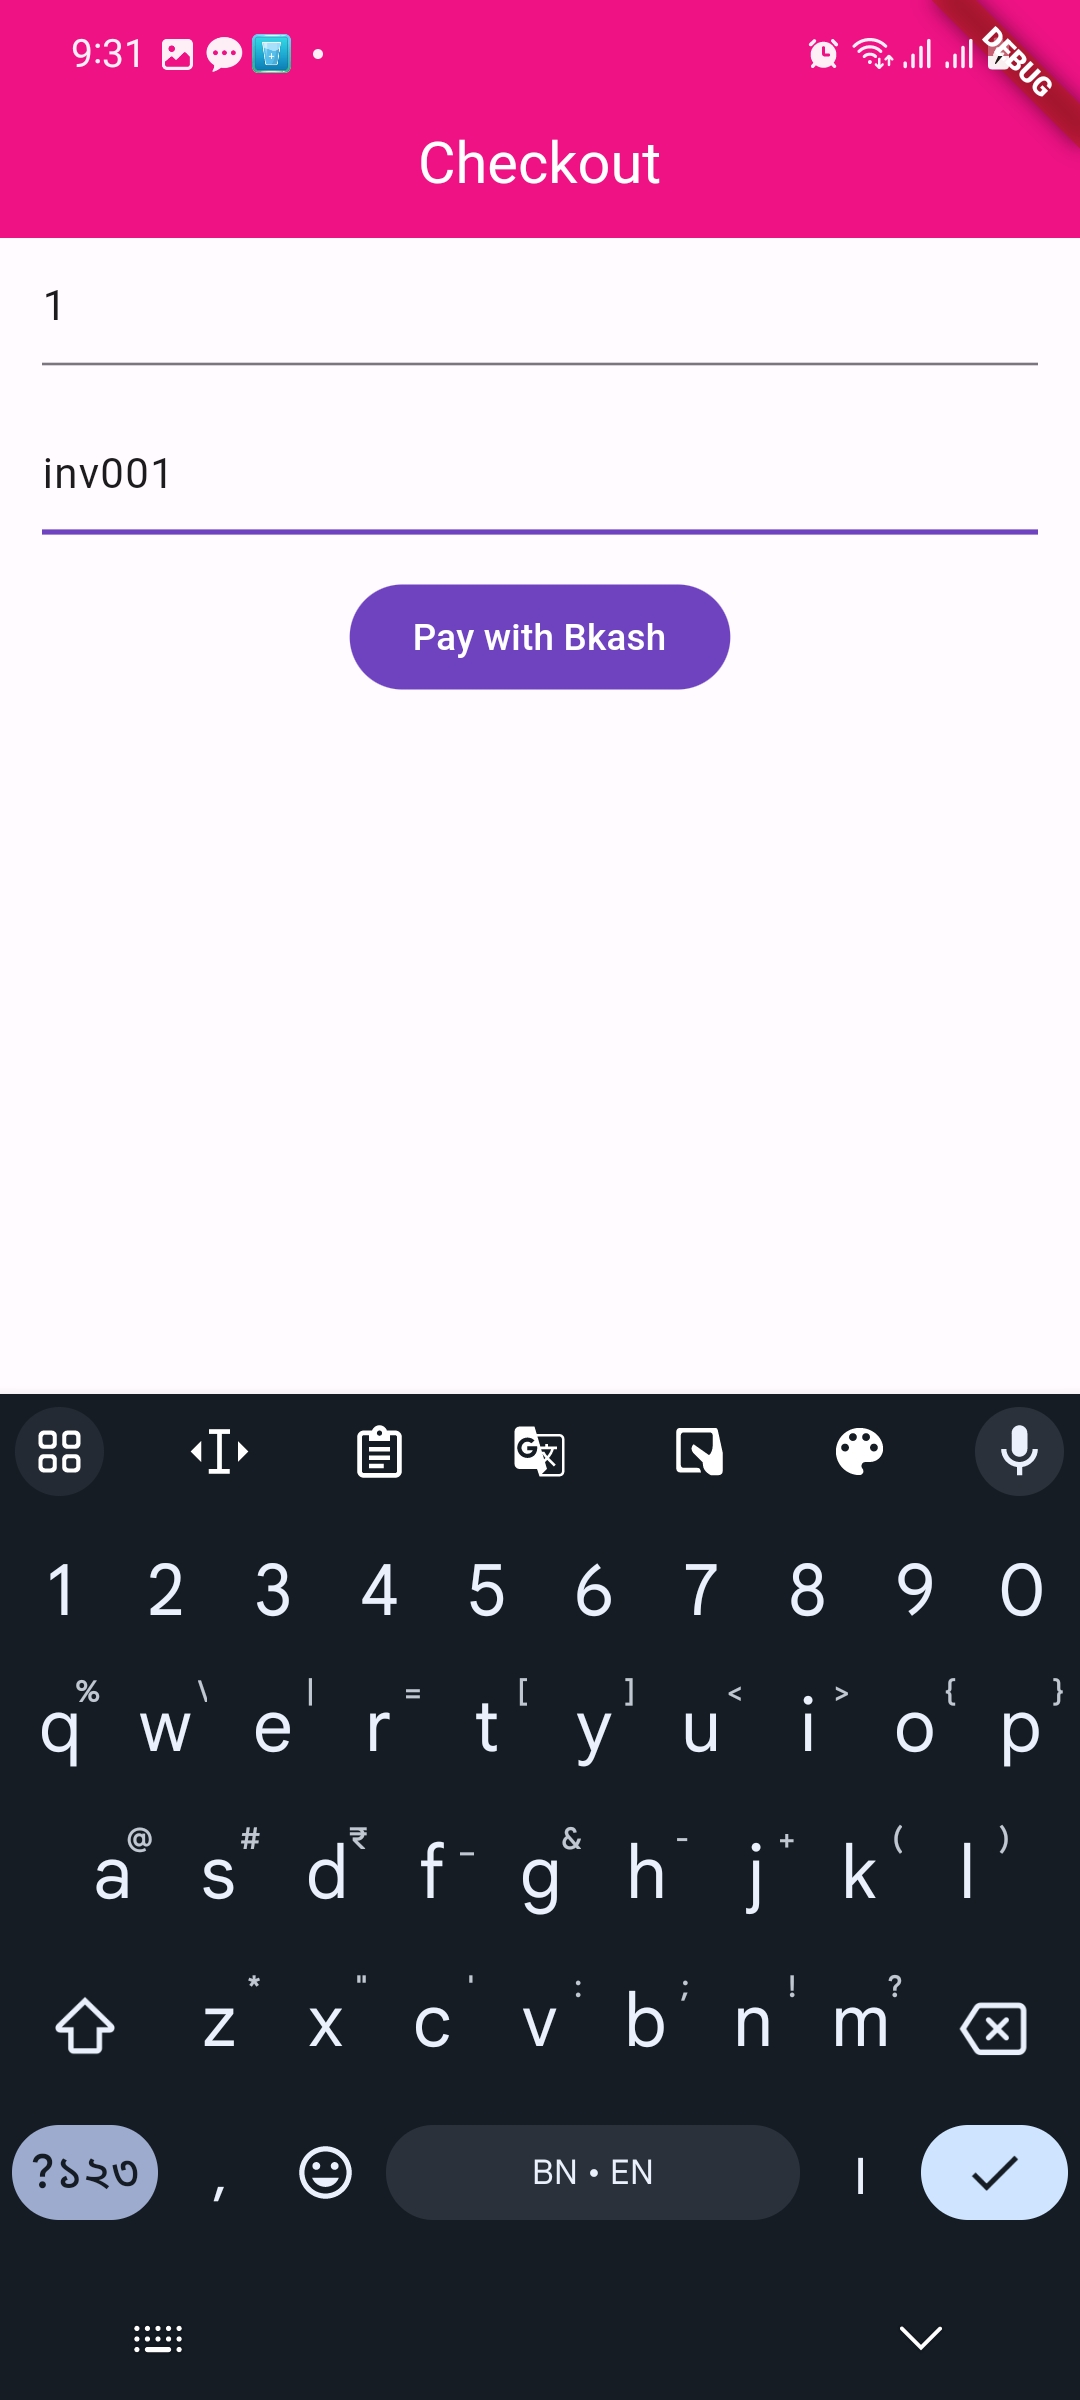 9:31
DEBUG
Checkout
1
inv001
Pay with Bkash
1 2 3 4 5 6 7 8 9 0
% \ | = [ ] < > { }
q w e r t y u i o p
@ # ₹ _ & - + ( )
a s d f g h j k l
* " ' : ; ! ?
z x c v b n m
?১২৩ , BN • EN |